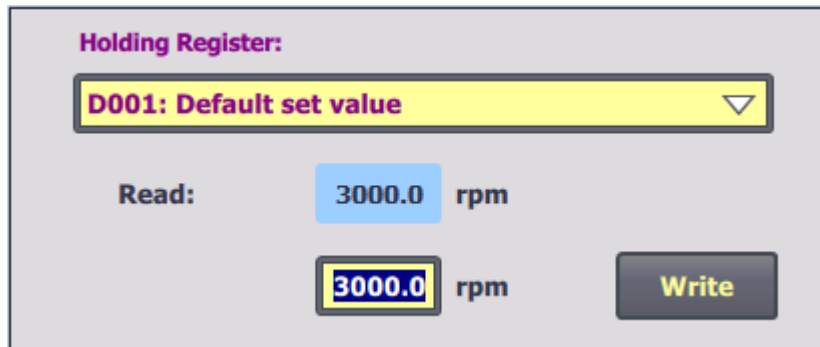 Holding Register:
D001: Default set value
Read: 3000.0 rpm
3000.0 rpm Write